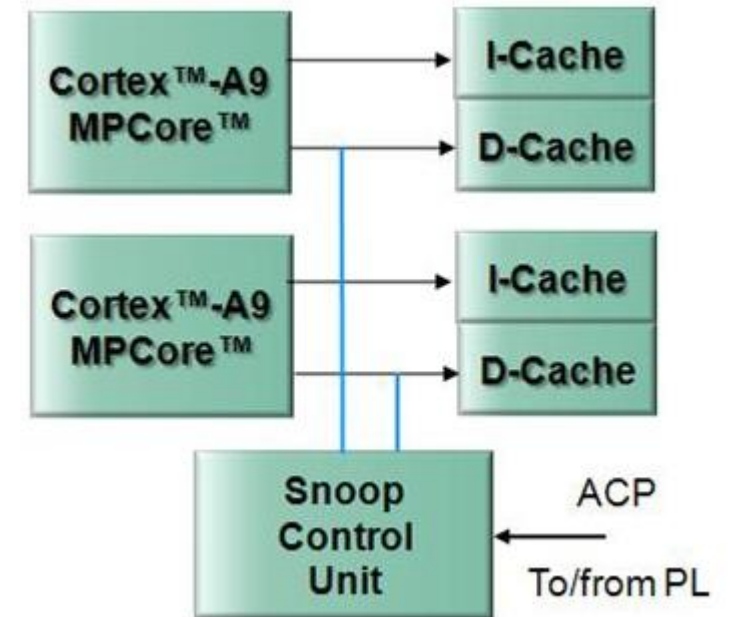 Cortex™-A9
MPCore™
I-Cache
D-Cache
Cortex™-A9
MPCore™
I-Cache
D-Cache
Snoop
Control
Unit
ACP
To/from PL